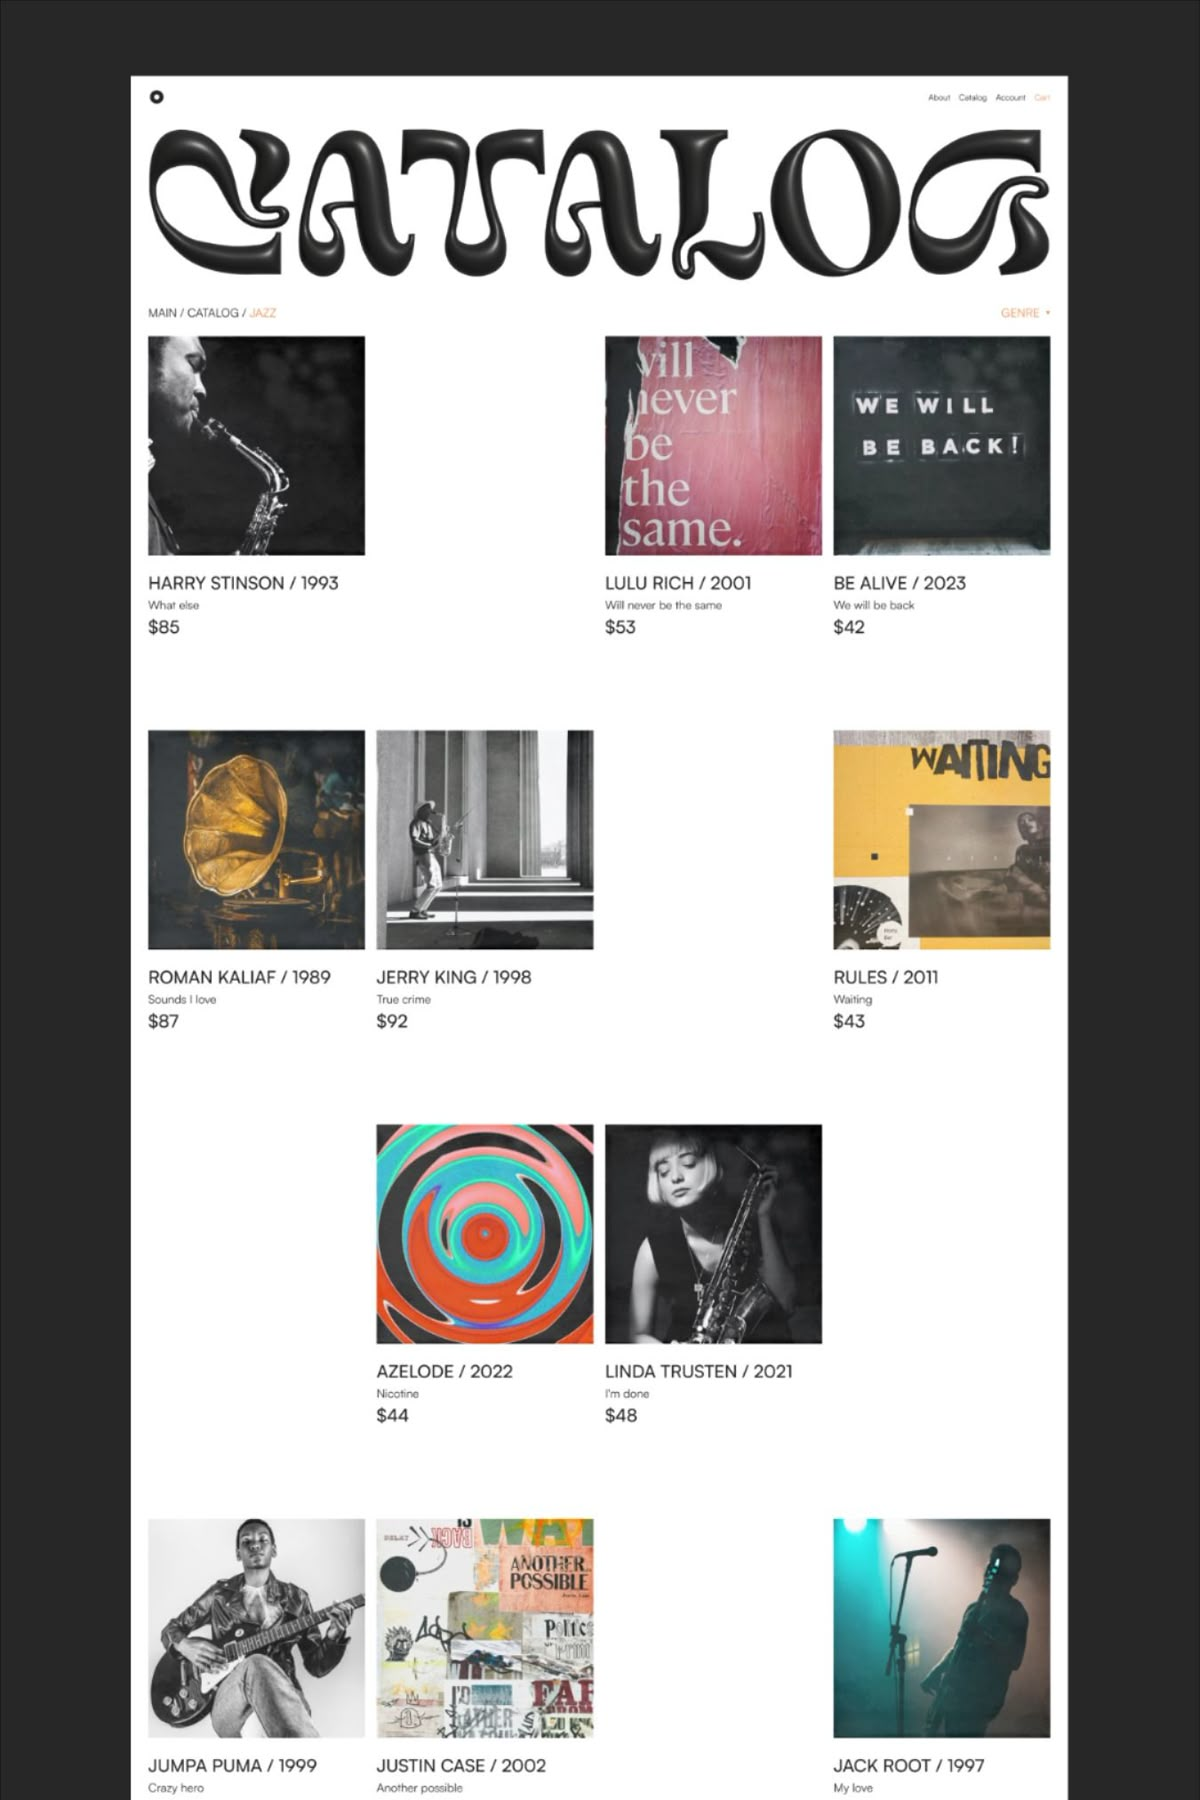 About Catalog Account Cart
CATALOG
MAIN / CATALOG / JAZZ
GENRE
will
never
be
the
same.
WE WILL
BE BACK!
HARRY STINSON / 1993
What else
$85
LULU RICH / 2001
Will never be the same
$53
BE ALIVE / 2023
We will be back
$42
WAITING
ROMAN KALIAF / 1989
Sounds I love
$87
JERRY KING / 1998
True crime
$92
RULES / 2011
Waiting
$43
AZELODE / 2022
Nicotine
$44
LINDA TRUSTEN / 2021
I'm done
$48
BACK
ANOTHER
POSSIBLE
JUMPA PUMA / 1999
Crazy hero
JUSTIN CASE / 2002
Another possible
JACK ROOT / 1997
My love